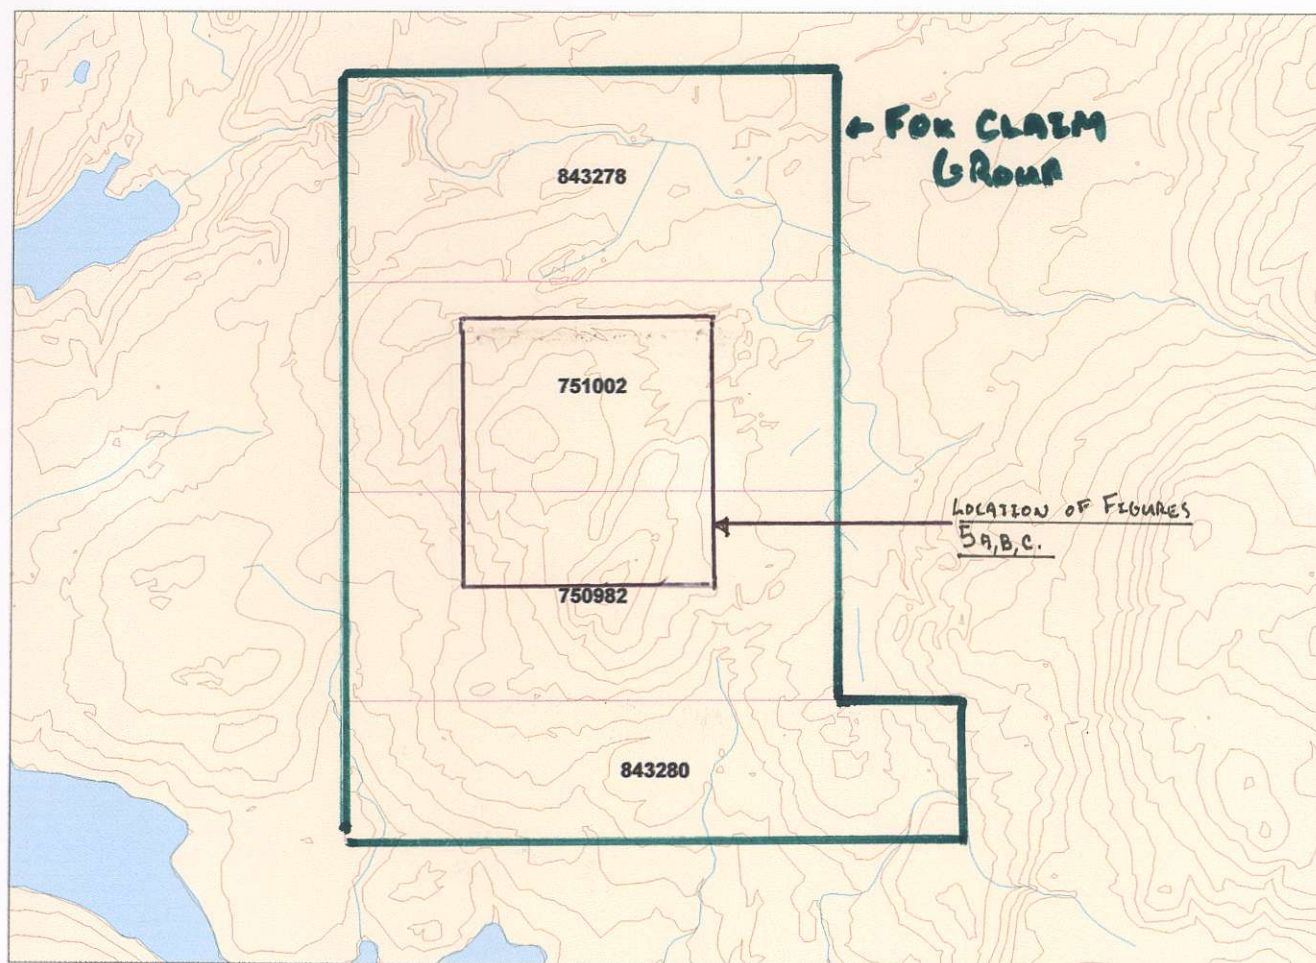 ← FOX CLAIM
GROUP
843278
751002
LOCATION OF FIGURES
5A,B,C.
750982
843280